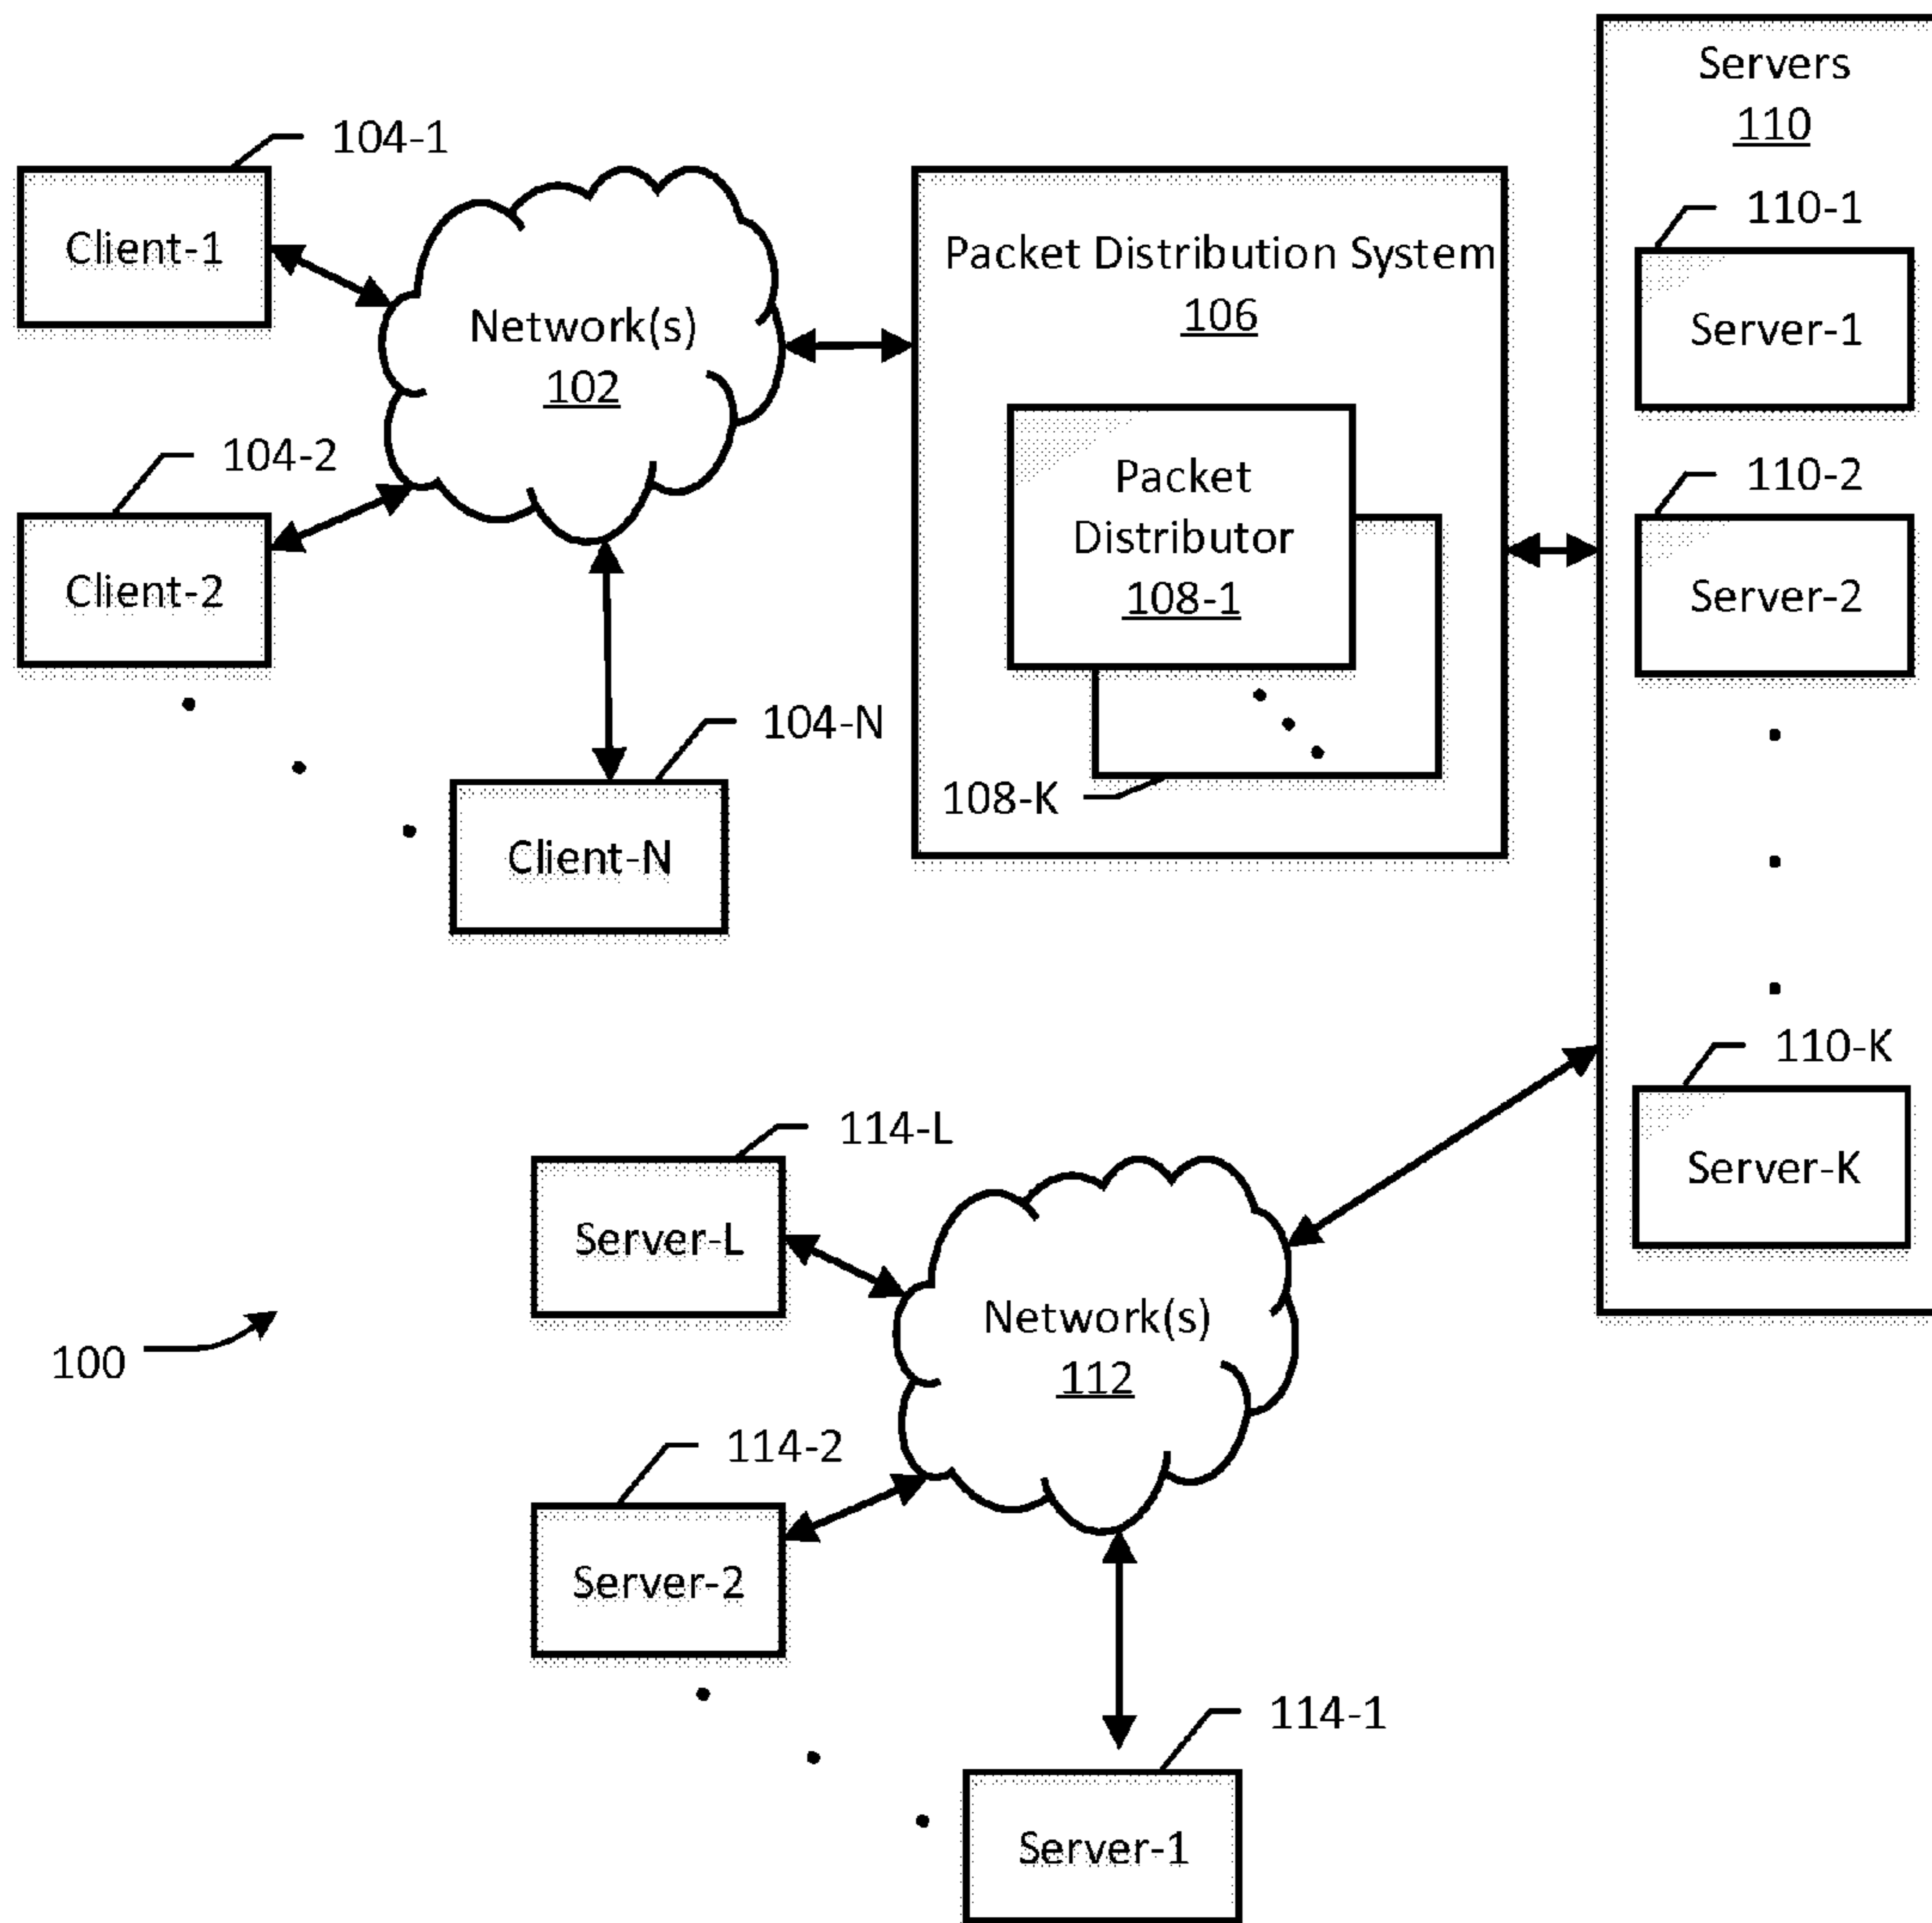 Servers
110
104-1
Client-1
110-1
Packet Distribution System
106
Network(s)
102
Server-1
104-2
Client-2
Packet
Distributor
108-1
110-2
Server-2
104-N
Client-N
108-K
110-K
Server-K
114-L
Server-L
Network(s)
112
100
114-2
Server-2
114-1
Server-1